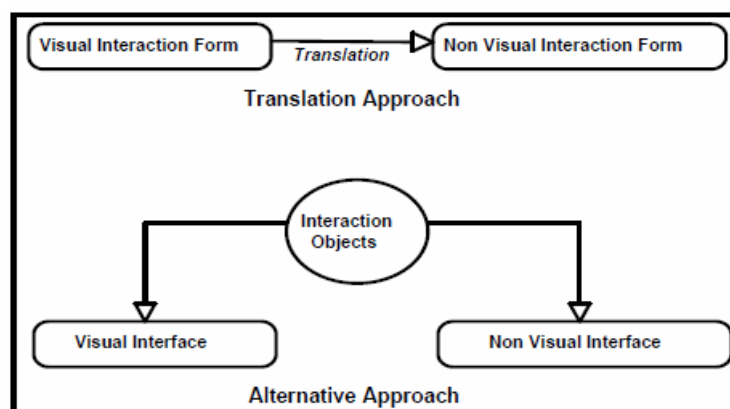 Visual Interaction Form
Translation
Non Visual Interaction Form
Translation Approach
Interaction
Objects
Visual Interface
Non Visual Interface
Alternative Approach